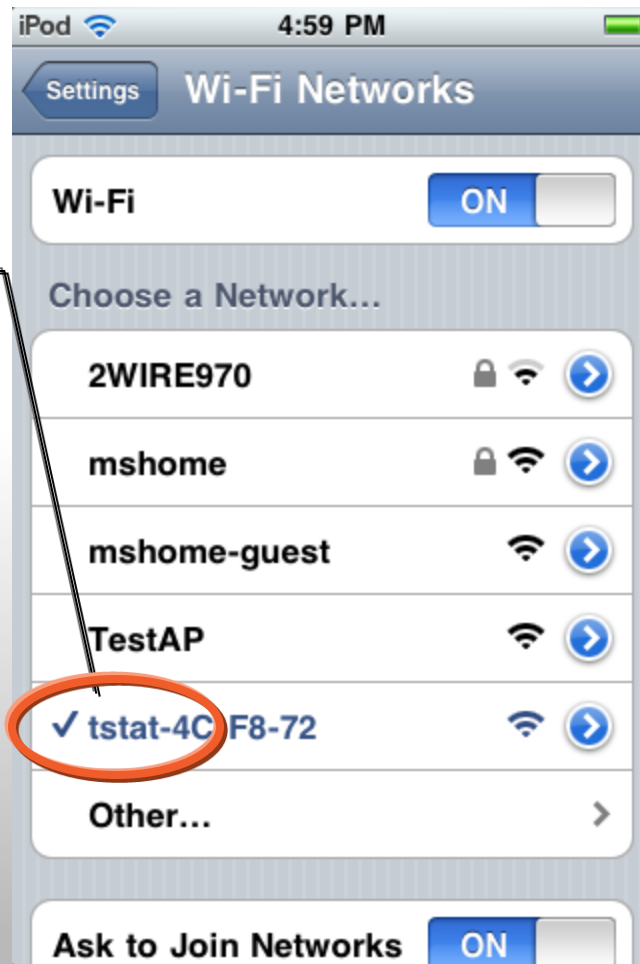 iPod 4:59 PM
Settings Wi-Fi Networks
Wi-Fi ON
Choose a Network...
2WIRE970
mshome
mshome-guest
TestAP
✓ tstat-4C F8-72
Other...
Ask to Join Networks ON